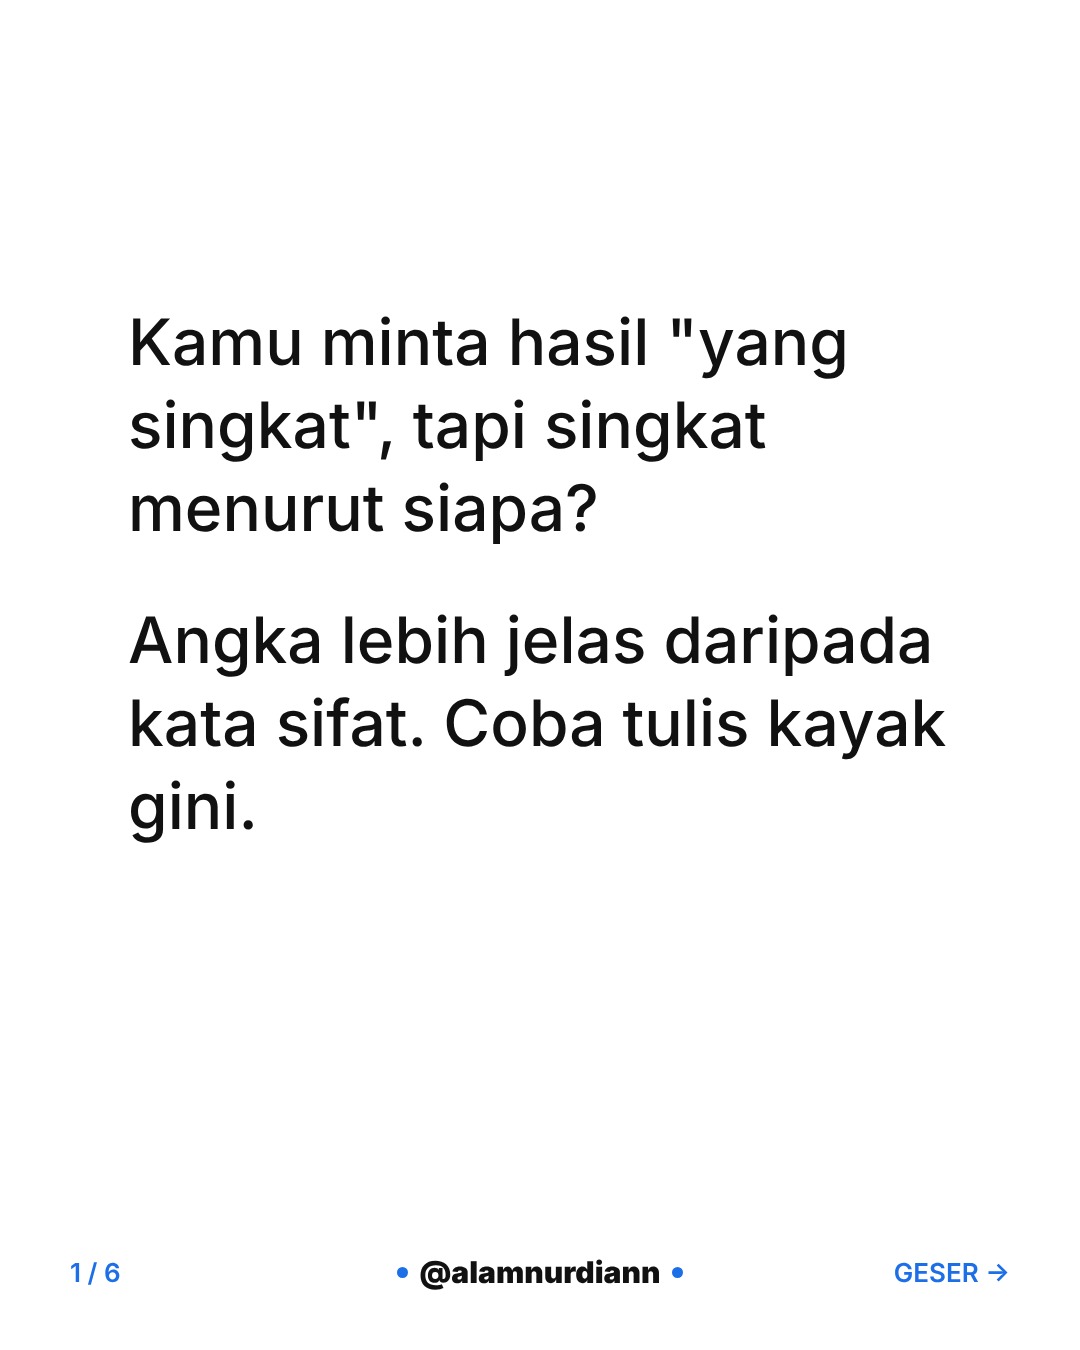 Kamu minta hasil "yang
singkat", tapi singkat
menurut siapa?
Angka lebih jelas daripada
kata sifat. Coba tulis kayak
gini.
1 / 6
• @alamnurdiann •
GESER →